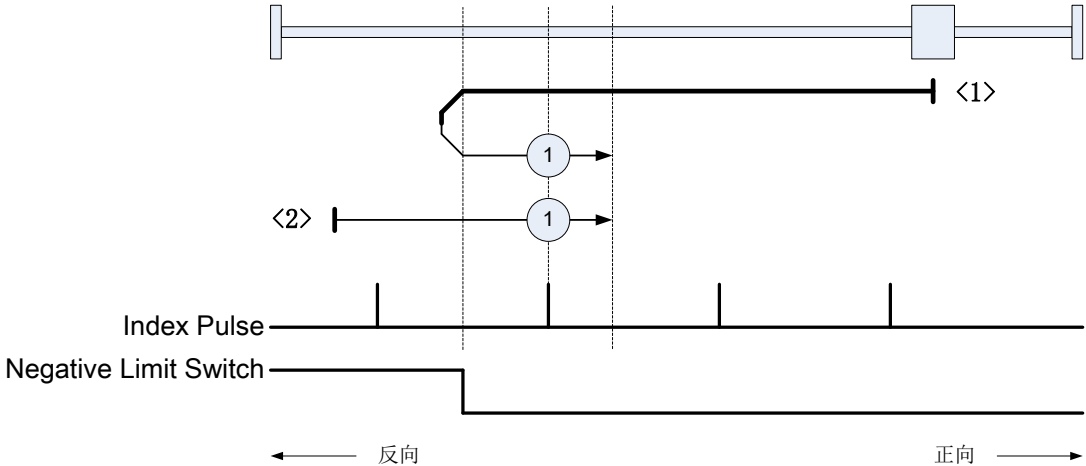 <1>
1
<2>
1
Index Pulse
Negative Limit Switch
反向
正向